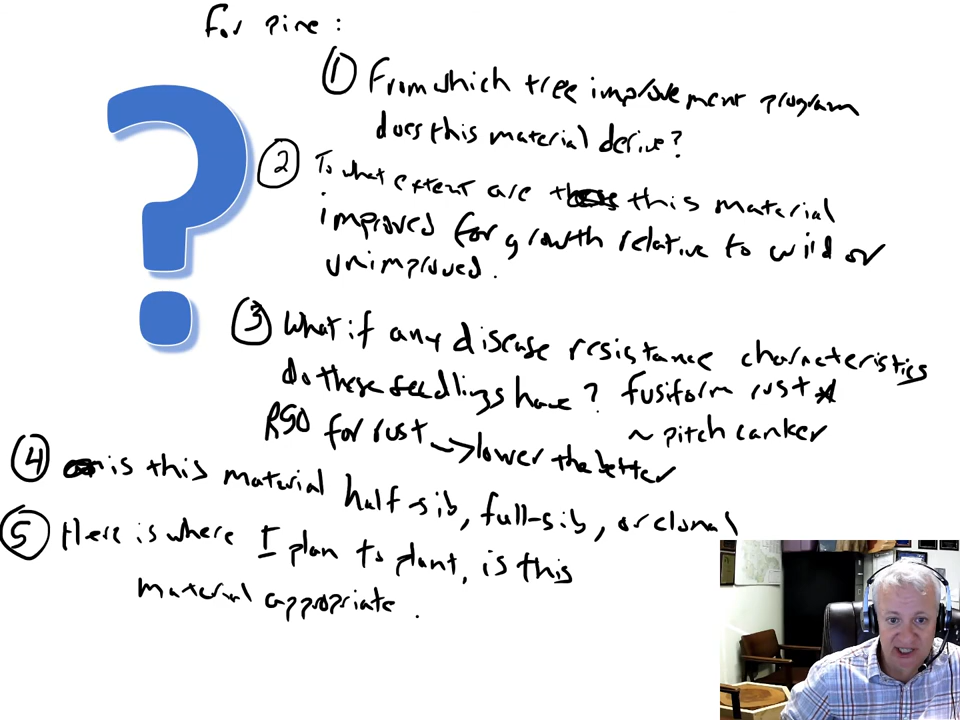 For pine :
① From which tree improvement program
does this material derive?
② To what extent are this material
improved for growth relative to wild or
unimproved.
③ What if any disease resistance characteristics
do these seedlings have? fusiform rust *
R50 for rust ~> lower the better
~ pitch canker
④ is this material half-sib, full-sib, or clonal
⑤ Here is where I plan to plant, is this
material appropriate.